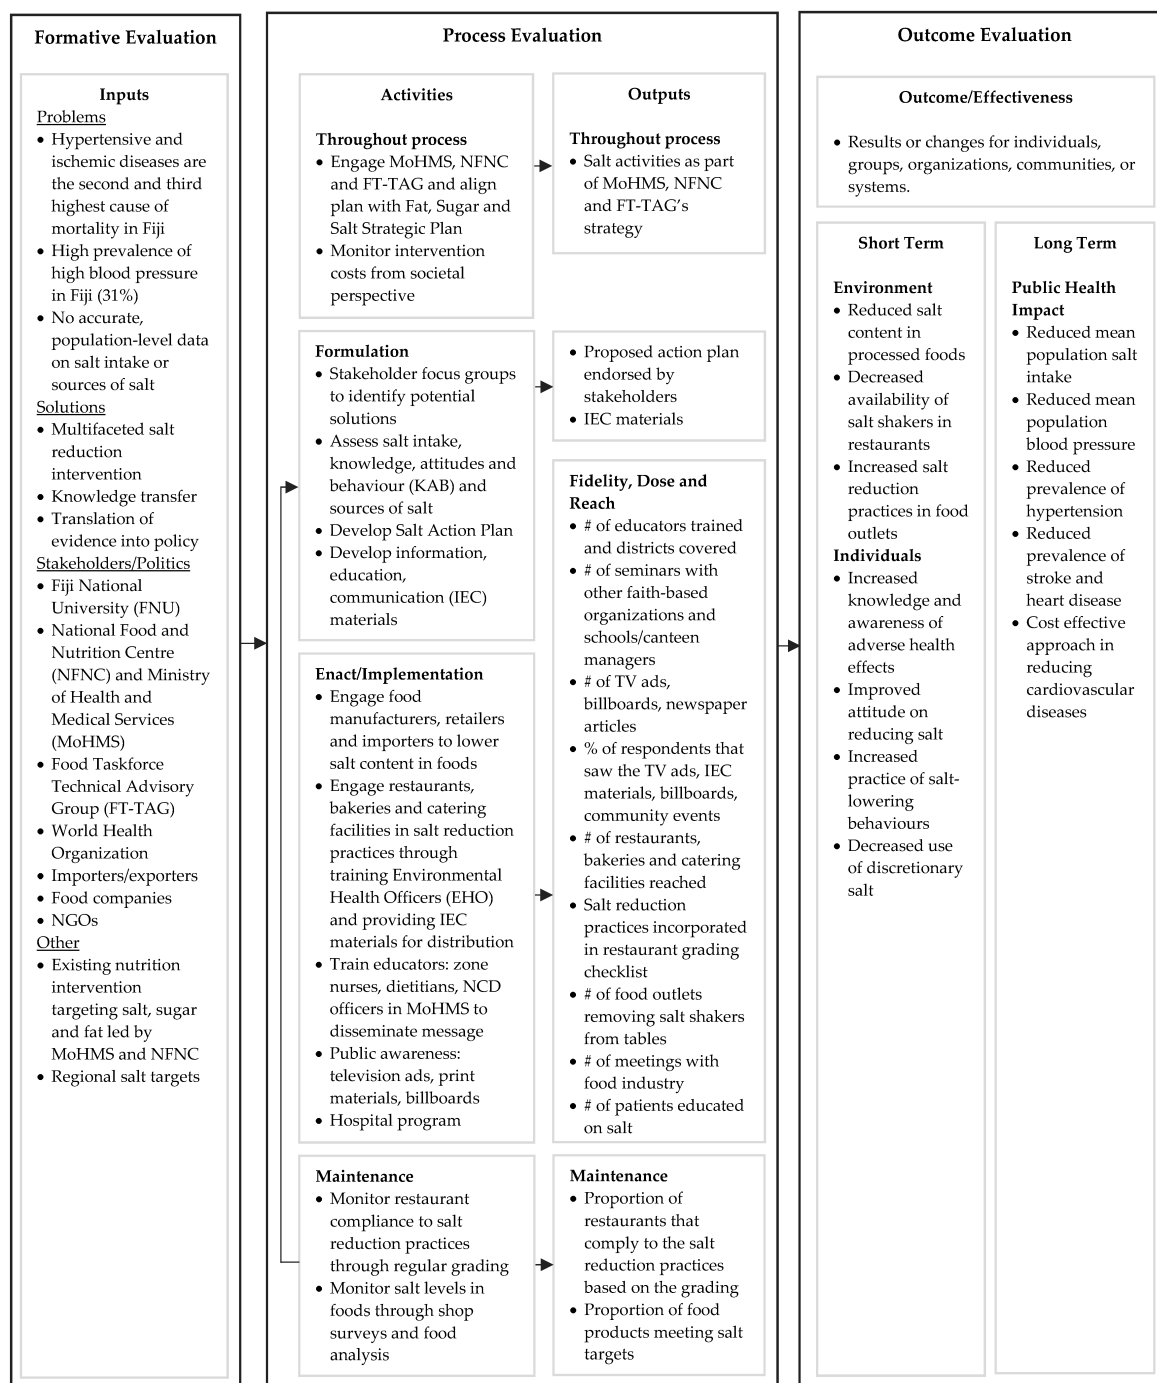 Formative Evaluation
Inputs
Problems
• Hypertensive and
ischemic diseases are
the second and third
highest cause of
mortality in Fiji
• High prevalence of
high blood pressure
in Fiji (31%)
• No accurate,
population-level data
on salt intake or
sources of salt
Solutions
• Multifaceted salt
reduction
intervention
• Knowledge transfer
• Translation of
evidence into policy
Stakeholders/Politics
• Fiji National
University (FNU)
• National Food and
Nutrition Centre
(NFNC) and Ministry
of Health and
Medical Services
(MoHMS)
• Food Taskforce
Technical Advisory
Group (FT-TAG)
• World Health
Organization
• Importers/exporters
• Food companies
• NGOs
Other
• Existing nutrition
intervention
targeting salt, sugar
and fat led by
MoHMS and NFNC
• Regional salt targets
Process Evaluation
Activities
Throughout process
• Engage MoHMS, NFNC
and FT-TAG and align
plan with Fat, Sugar and
Salt Strategic Plan
• Monitor intervention
costs from societal
perspective
Formulation
• Stakeholder focus groups
to identify potential
solutions
• Assess salt intake,
knowledge, attitudes and
behaviour (KAB) and
sources of salt
• Develop Salt Action Plan
• Develop information,
education,
communication (IEC)
materials
Enact/Implementation
• Engage food
manufacturers, retailers
and importers to lower
salt content in foods
• Engage restaurants,
bakeries and catering
facilities in salt reduction
practices through
training Environmental
Health Officers (EHO)
and providing IEC
materials for distribution
• Train educators: zone
nurses, dietitians, NCD
officers in MoHMS to
disseminate message
• Public awareness:
television ads, print
materials, billboards
• Hospital program
Maintenance
• Monitor restaurant
compliance to salt
reduction practices
through regular grading
• Monitor salt levels in
foods through shop
surveys and food
analysis
Outputs
Throughout process
• Salt activities as part
of MoHMS, NFNC
and FT-TAG's
strategy
• Proposed action plan
endorsed by
stakeholders
• IEC materials
Fidelity, Dose and
Reach
• # of educators trained
and districts covered
• # of seminars with
other faith-based
organizations and
schools/canteen
managers
• # of TV ads,
billboards, newspaper
articles
• % of respondents that
saw the TV ads, IEC
materials, billboards,
community events
• # of restaurants,
bakeries and catering
facilities reached
• Salt reduction
practices incorporated
in restaurant grading
checklist
• # of food outlets
removing salt shakers
from tables
• # of meetings with
food industry
• # of patients educated
on salt
Maintenance
• Proportion of
restaurants that
comply to the salt
reduction practices
based on the grading
• Proportion of food
products meeting salt
targets
Outcome Evaluation
Outcome/Effectiveness
• Results or changes for individuals,
groups, organizations, communities, or
systems.
Short Term
Environment
• Reduced salt
content in
processed foods
• Decreased
availability of
salt shakers in
restaurants
• Increased salt
reduction
practices in food
outlets
Individuals
• Increased
knowledge and
awareness of
adverse health
effects
• Improved
attitude on
reducing salt
• Increased
practice of salt-
lowering
behaviours
• Decreased use
of discretionary
salt
Long Term
Public Health
Impact
• Reduced mean
population salt
intake
• Reduced mean
population
blood pressure
• Reduced
prevalence of
hypertension
• Reduced
prevalence of
stroke and
heart disease
• Cost effective
approach in
reducing
cardiovascular
diseases